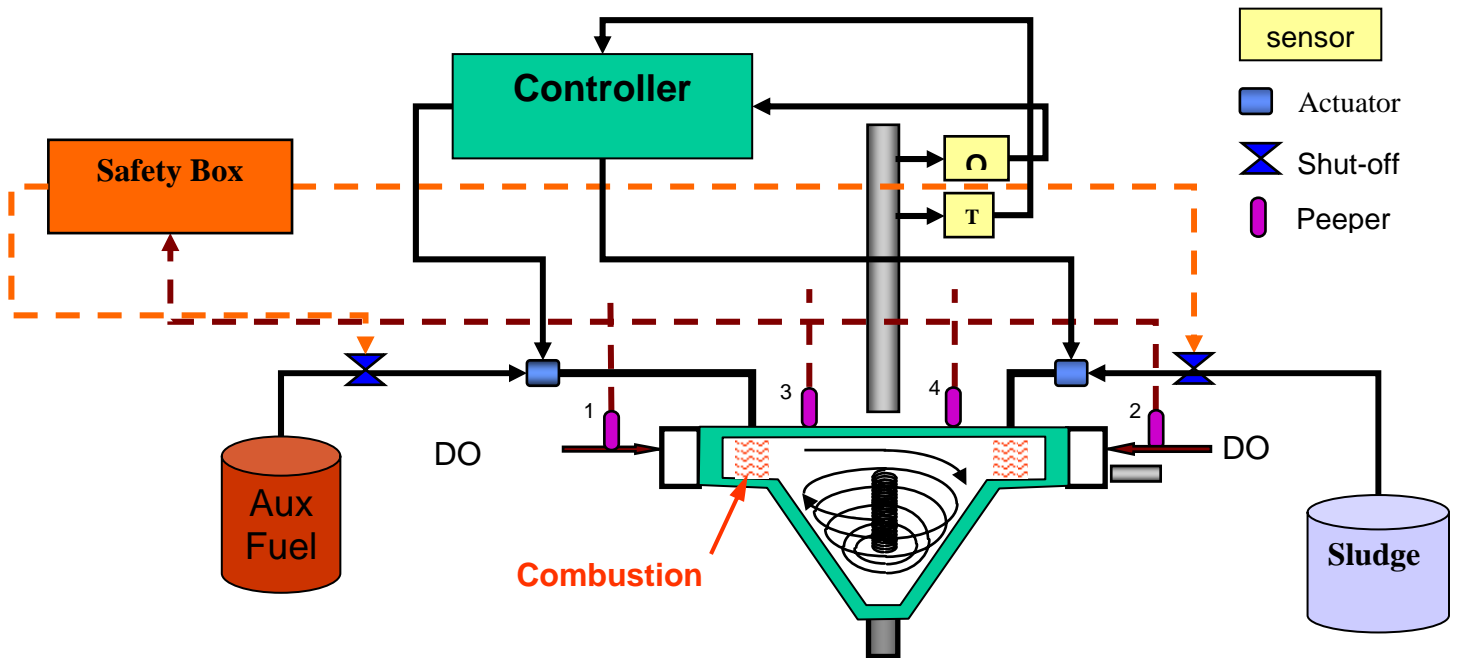 Controller
sensor
Actuator
Safety Box
Shut-off
T
Peeper
1
3
4
2
DO
DO
Aux
Fuel
Combustion
Sludge